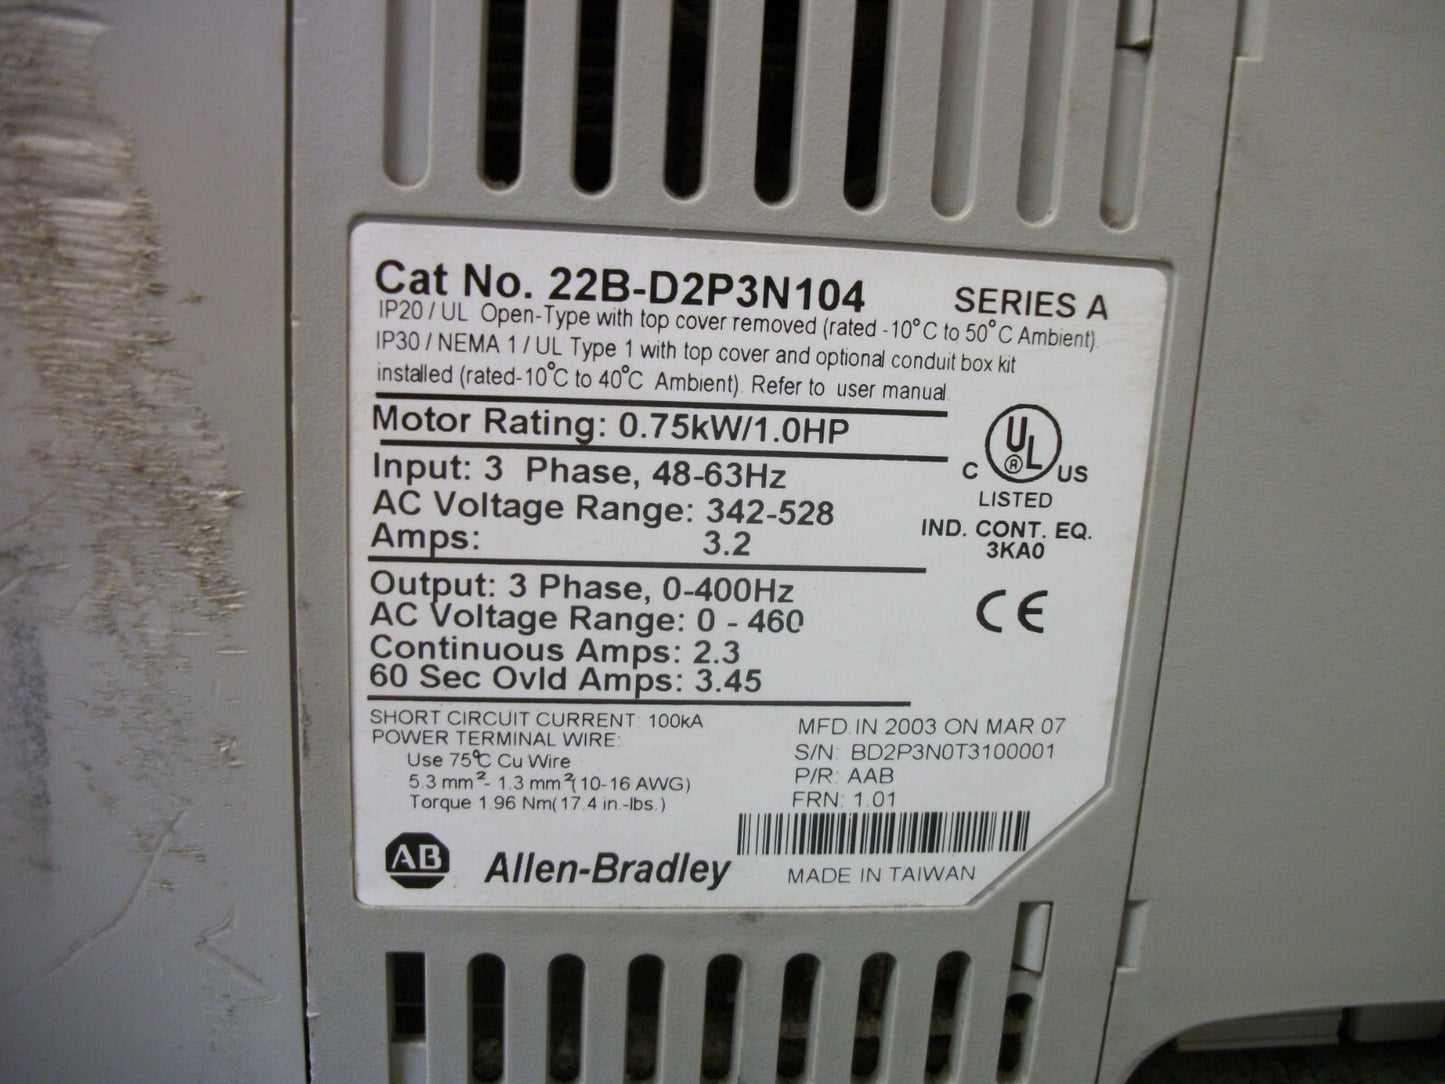 Cat No. 22B-D2P3N104 SERIES A
IP20 / UL Open-Type with top cover removed (rated -10°C to 50°C Ambient).
IP30 / NEMA 1 / UL Type 1 with top cover and optional conduit box kit
installed (rated-10°C to 40°C Ambient). Refer to user manual.
Motor Rating: 0.75kW/1.0HP
Input: 3 Phase, 48-63Hz
AC Voltage Range: 342-528
Amps: 3.2
C UL ® US
LISTED
IND. CONT. EQ.
3KA0
CE
Output: 3 Phase, 0-400Hz
AC Voltage Range: 0 - 460
Continuous Amps: 2.3
60 Sec Ovld Amps: 3.45
SHORT CIRCUIT CURRENT: 100kA
POWER TERMINAL WIRE:
Use 75°C Cu Wire
5.3 mm²- 1.3 mm²(10-16 AWG)
Torque 1.96 Nm(17.4 in.-lbs.)
MFD. IN 2003 ON MAR.07
S/N: BD2P3N0T3100001
P/R: AAB
FRN: 1.01
AB Allen-Bradley
MADE IN TAIWAN